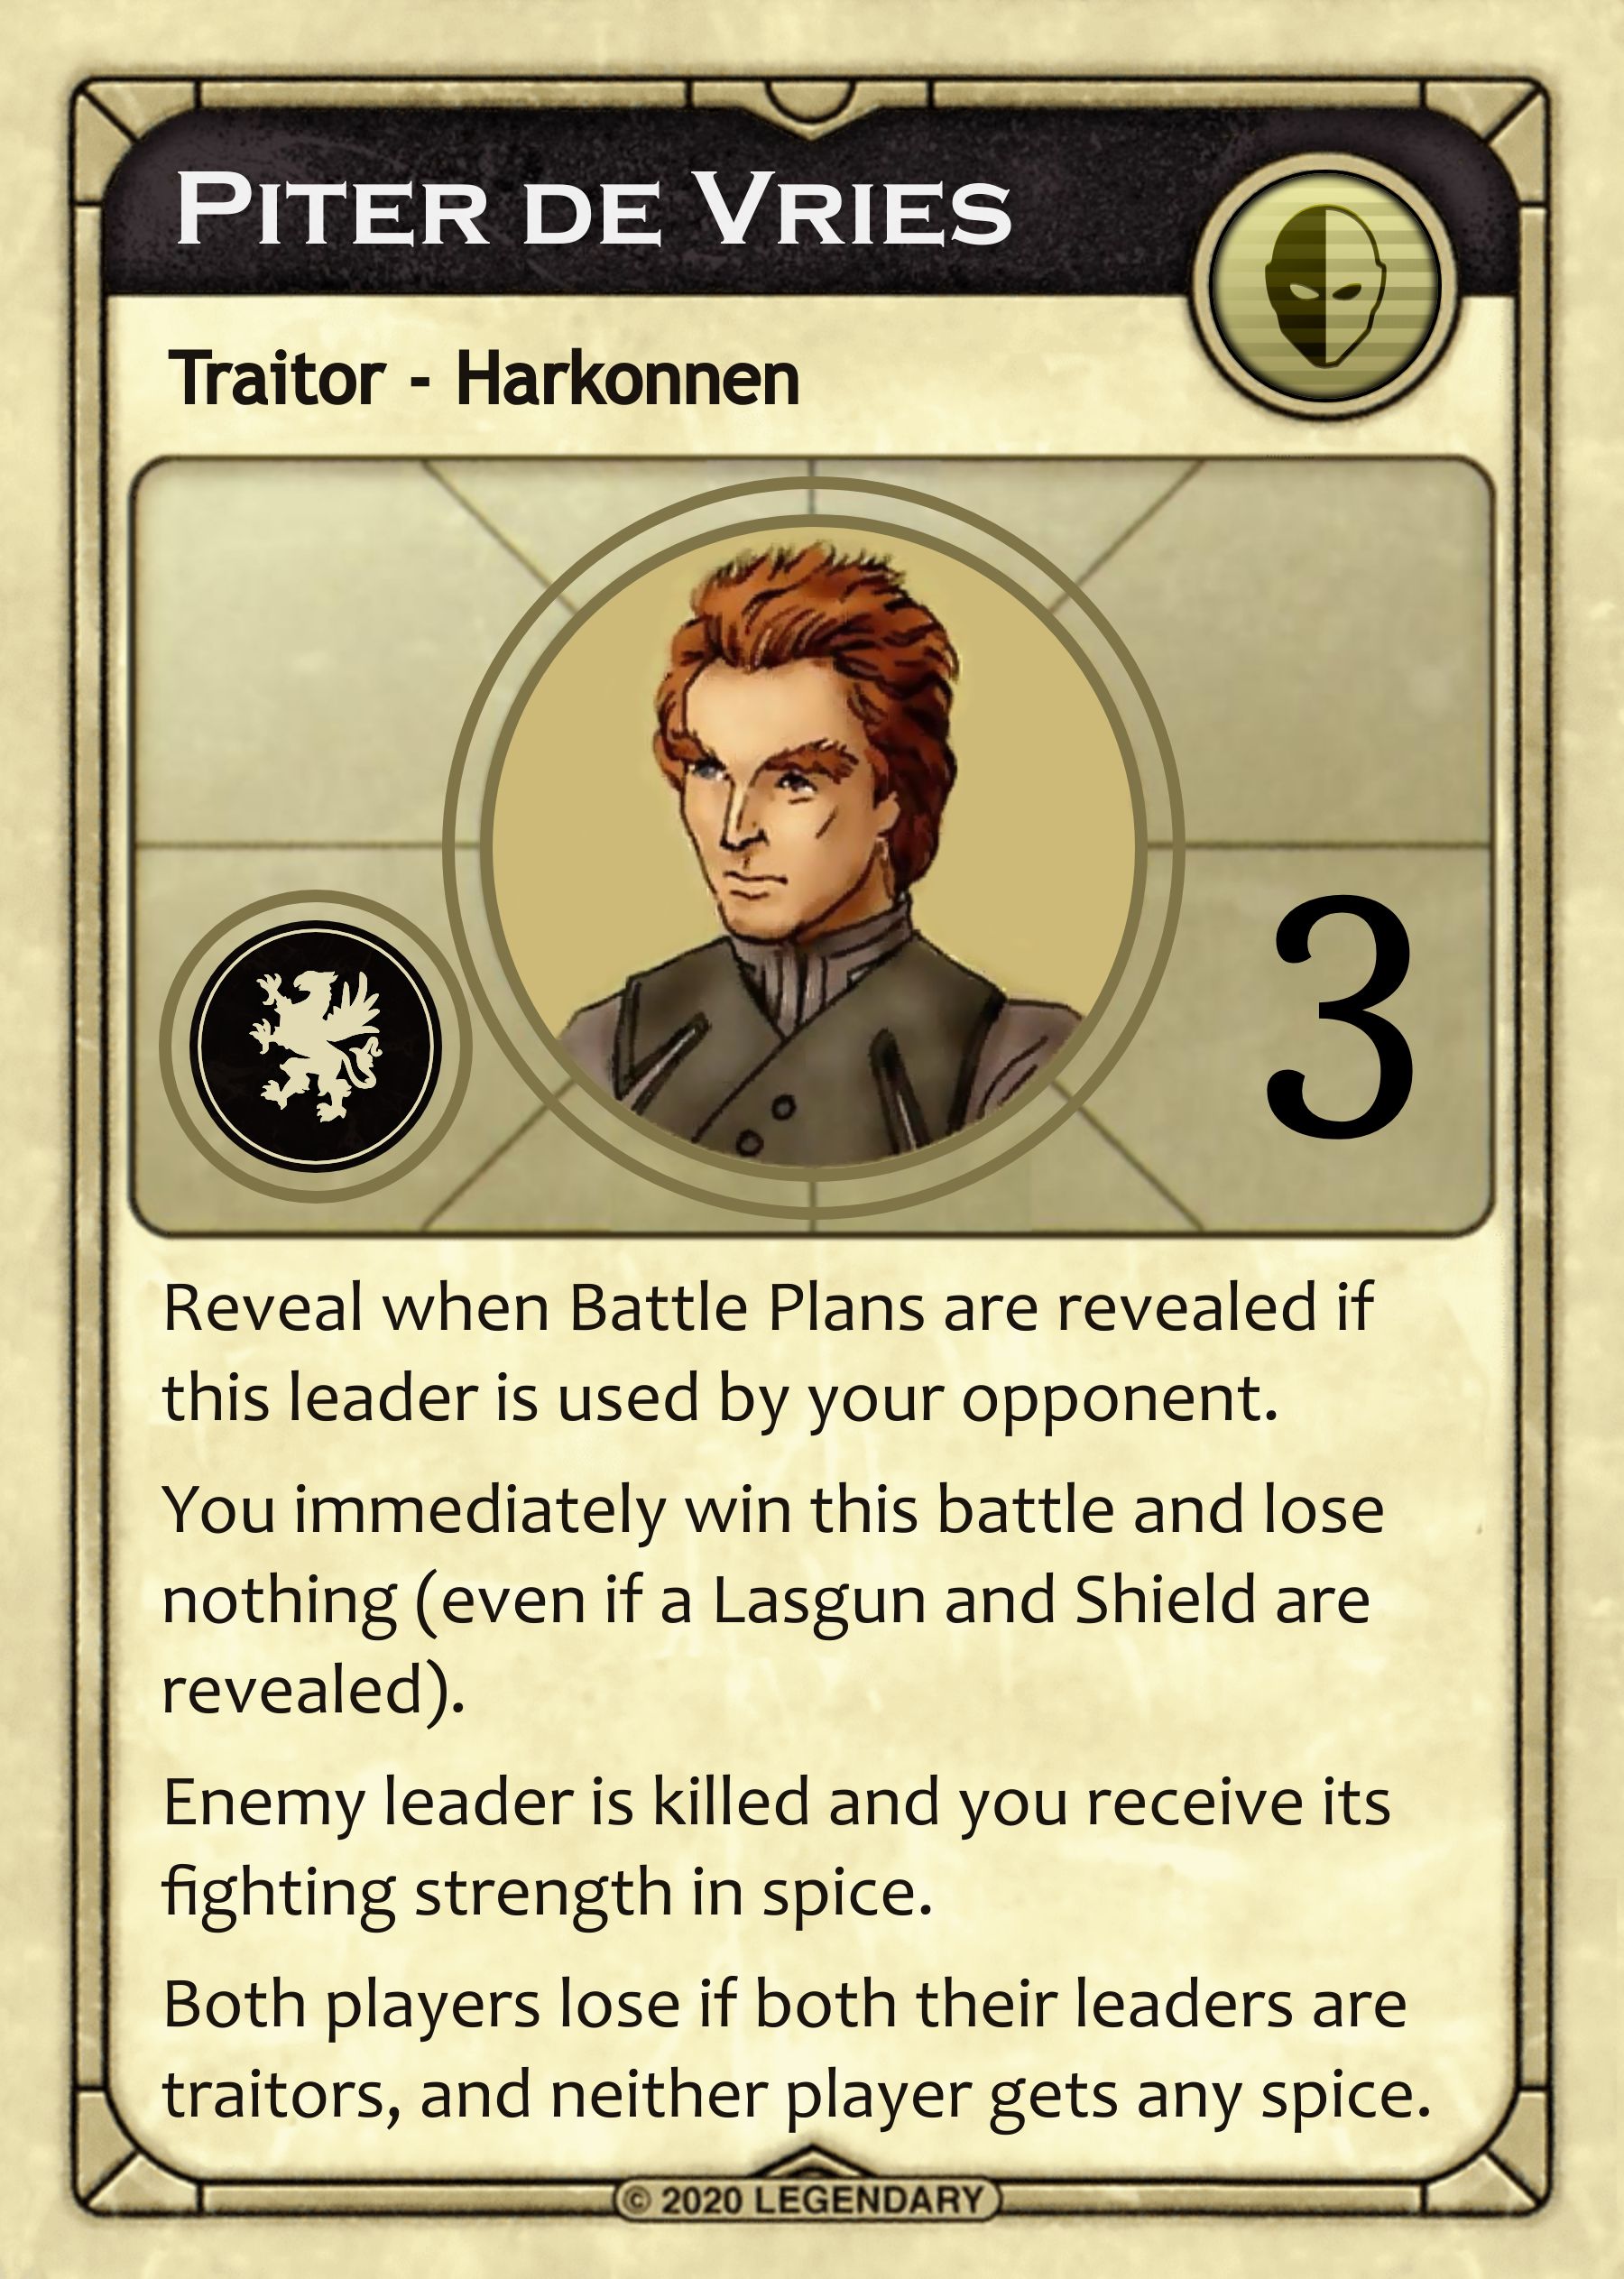 Piter de Vries
Traitor - Harkonnen
3
Reveal when Battle Plans are revealed if
this leader is used by your opponent.
You immediately win this battle and lose
nothing (even if a Lasgun and Shield are
revealed).
Enemy leader is killed and you receive its
fighting strength in spice.
Both players lose if both their leaders are
traitors, and neither player gets any spice.
© 2020 LEGENDARY